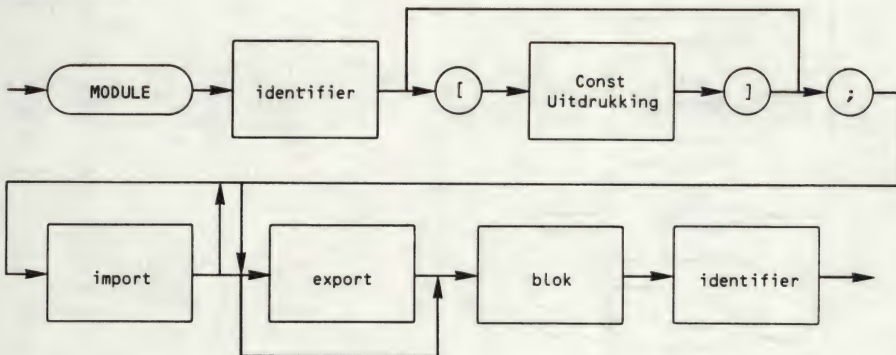 MODULE
identifier
[
Const
Uitdrukking
]
;
import
export
blok
identifier